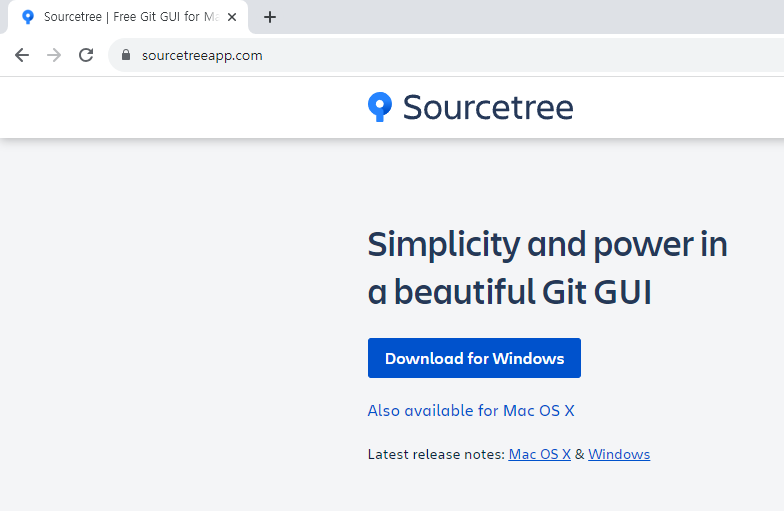 Sourcetree | Free Git GUI for Ma
sourcetreeapp.com
Sourcetree
Simplicity and power in
a beautiful Git GUI
Download for Windows
Also available for Mac OS X
Latest release notes: Mac OS X & Windows